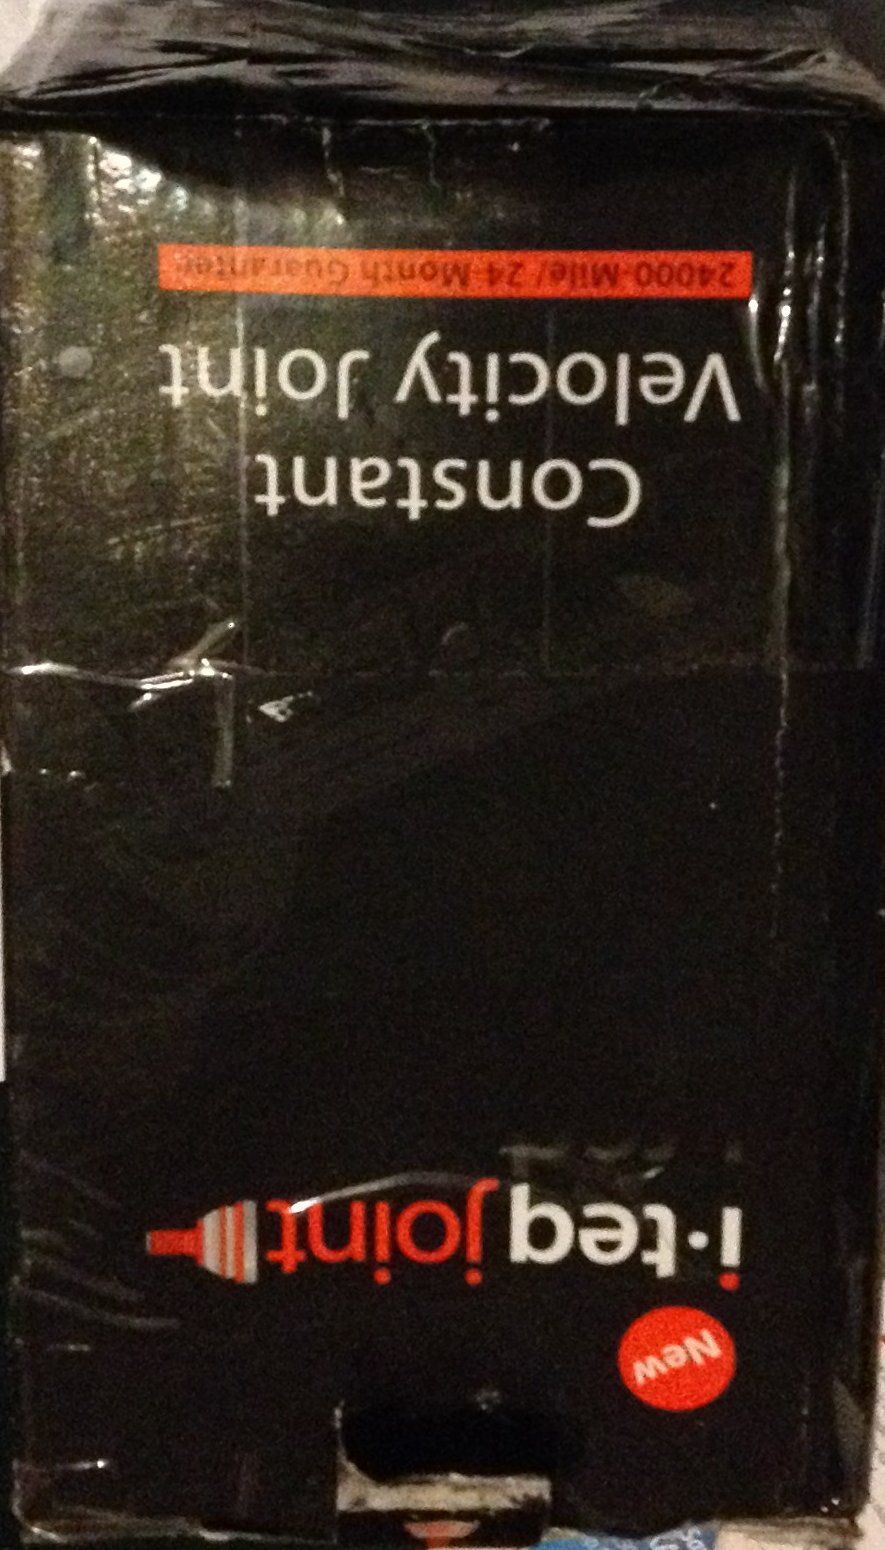 New
i·teq joint
Constant
Velocity Joint
24000 Mile/ 24 Month Guarantee